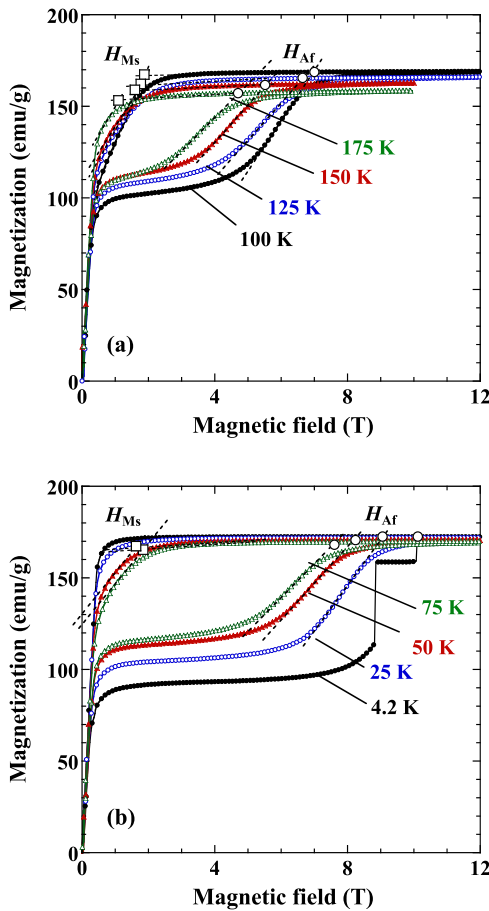 200
150
100
50
0
Magnetization (emu/g)
H_Ms
H_Af
175 K
150 K
125 K
100 K
(a)
0 4 8 12
Magnetic field (T)
200
150
100
50
0
Magnetization (emu/g)
H_Ms
H_Af
75 K
50 K
25 K
4.2 K
(b)
0 4 8 12
Magnetic field (T)